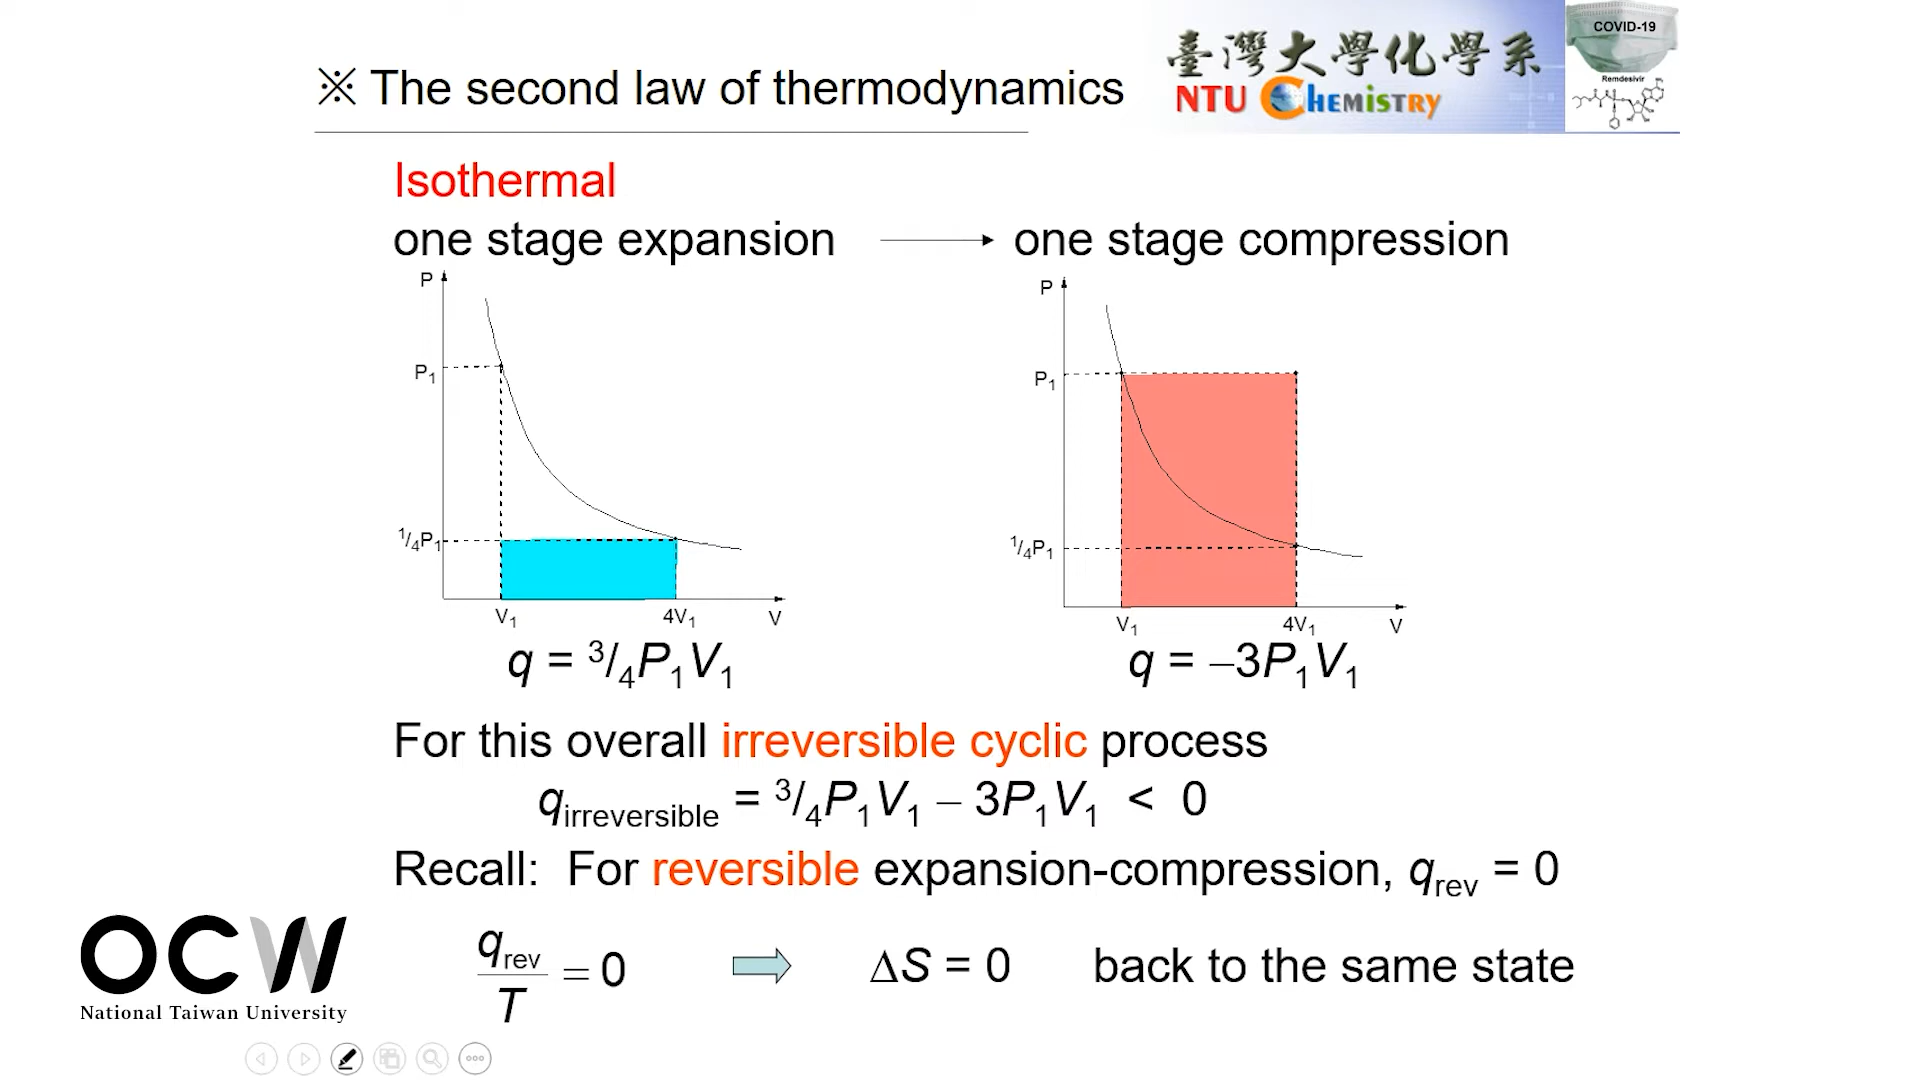 ※ The second law of thermodynamics
臺灣大學化學系
NTU CHEMISTRY
COVID-19
Remdesivir
Isothermal
one stage expansion → one stage compression
P
P₁
¹/₄P₁
V₁
4V₁
V
P
P₁
¹/₄P₁
V₁
4V₁
V
q = ³/₄P₁V₁
q = –3P₁V₁
For this overall irreversible cyclic process
q_irreversible = ³/₄P₁V₁ – 3P₁V₁ < 0
Recall: For reversible expansion-compression, q_rev = 0
q_rev/T = 0 ⇒ ΔS = 0 back to the same state
OCW
National Taiwan University